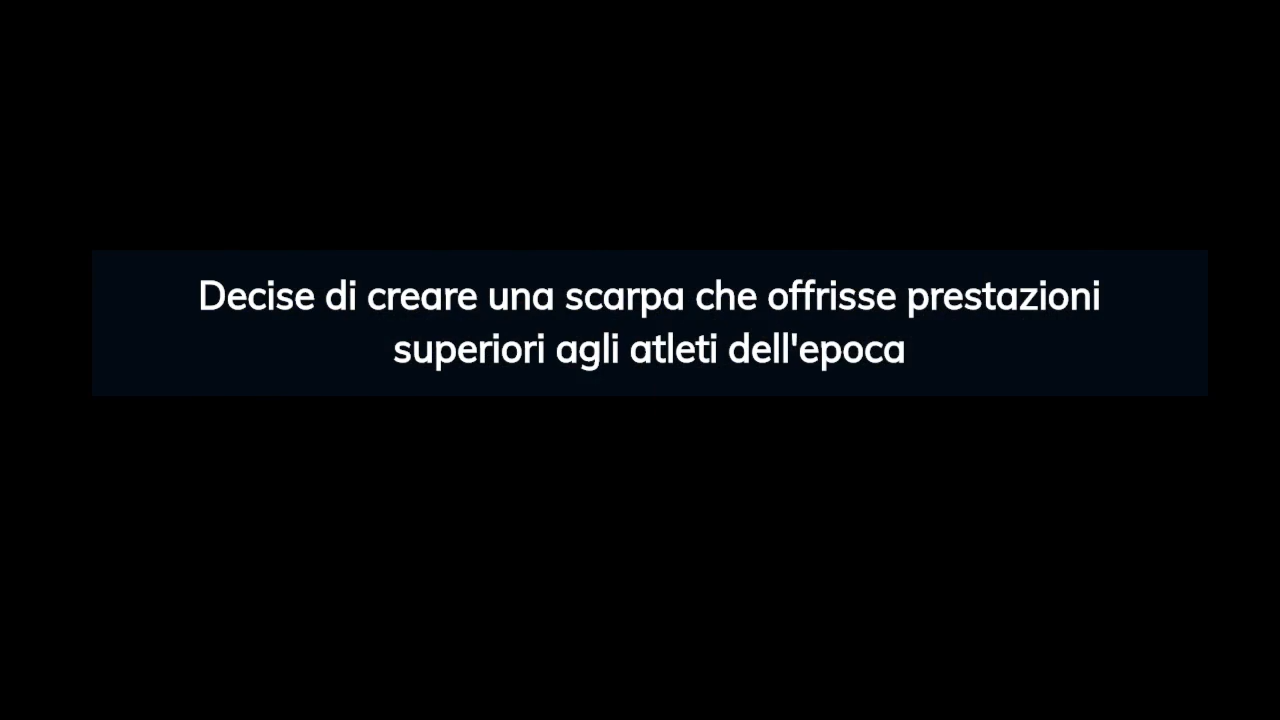 Decise di creare una scarpa che offrisse prestazioni
superiori agli atleti dell'epoca